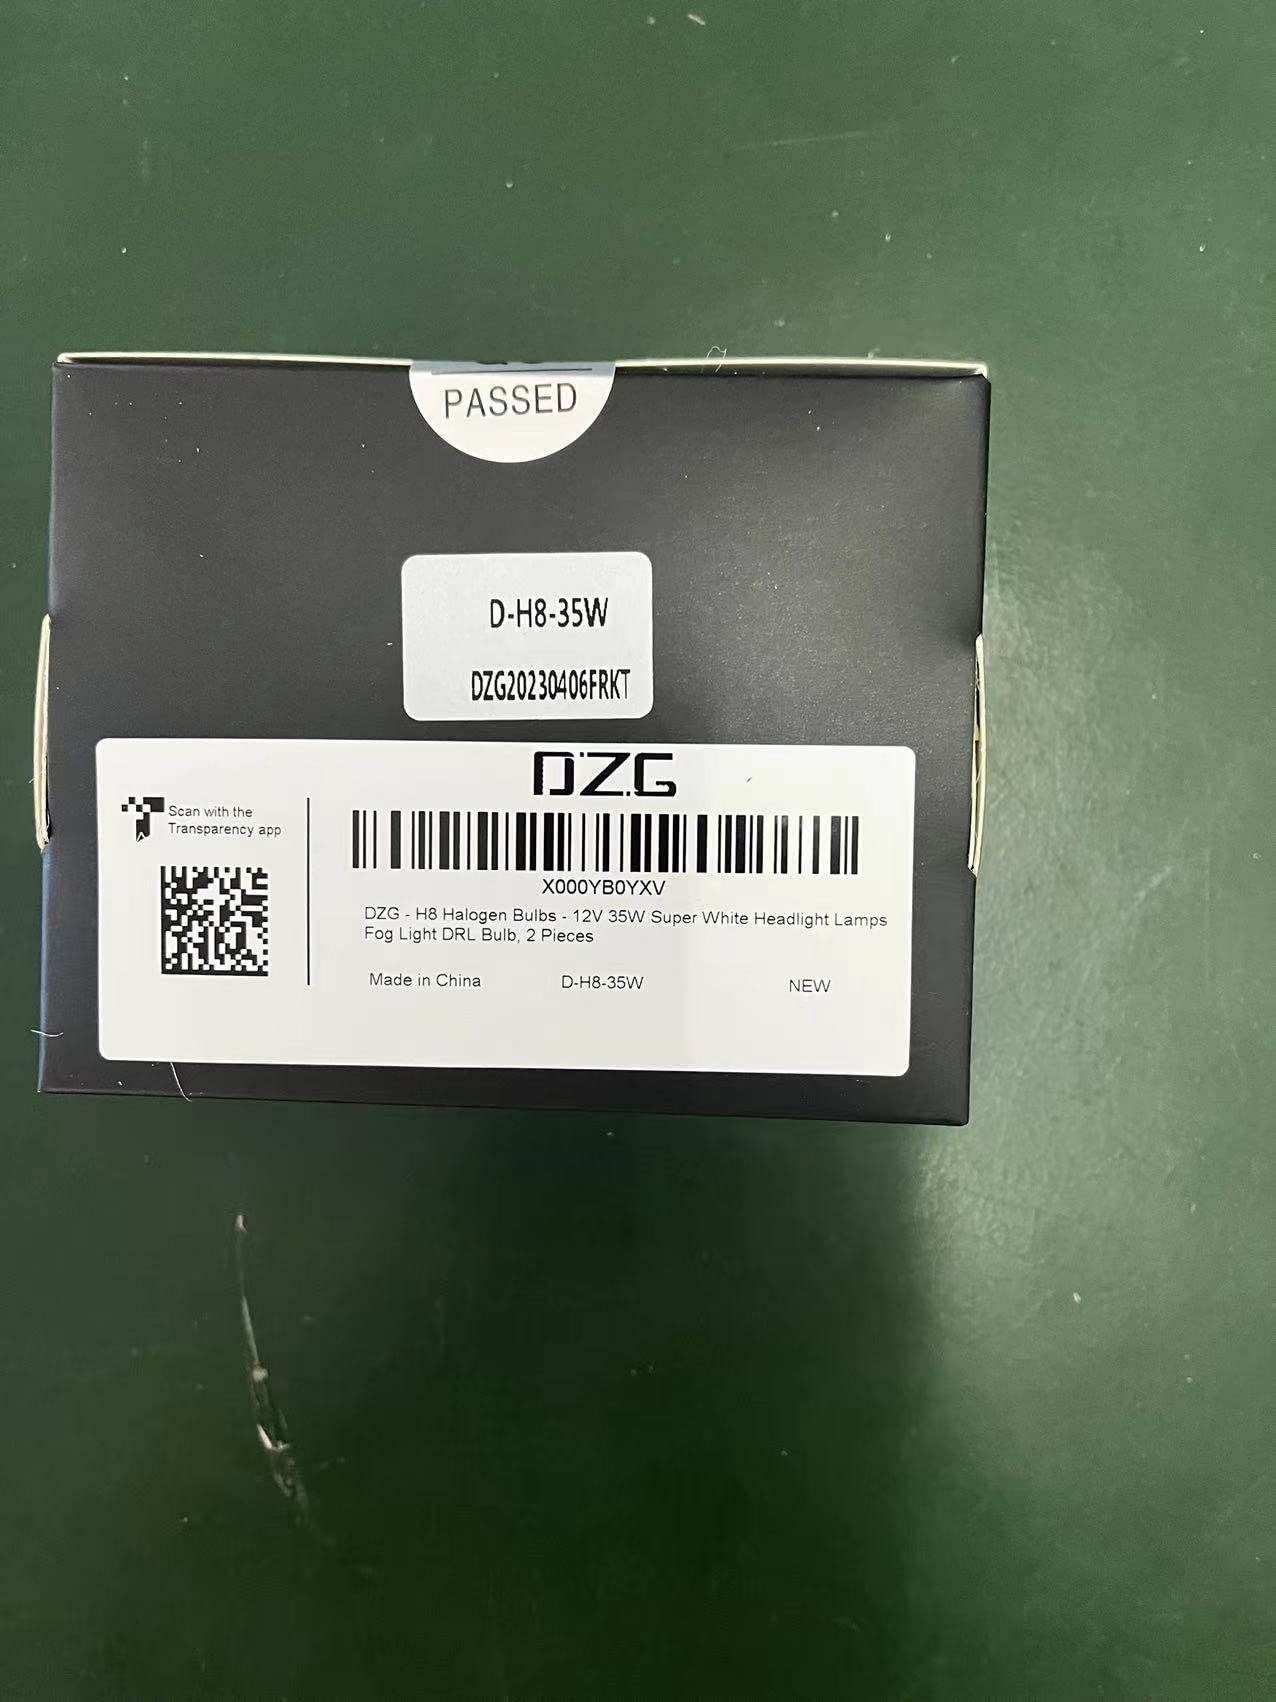 PASSED
D-H8-35W
DZG20230406FRKT
DZG
Scan with the
Transparency app
X000YB0YXV
DZG - H8 Halogen Bulbs - 12V 35W Super White Headlight Lamps
Fog Light DRL Bulb, 2 Pieces
Made in China D-H8-35W NEW